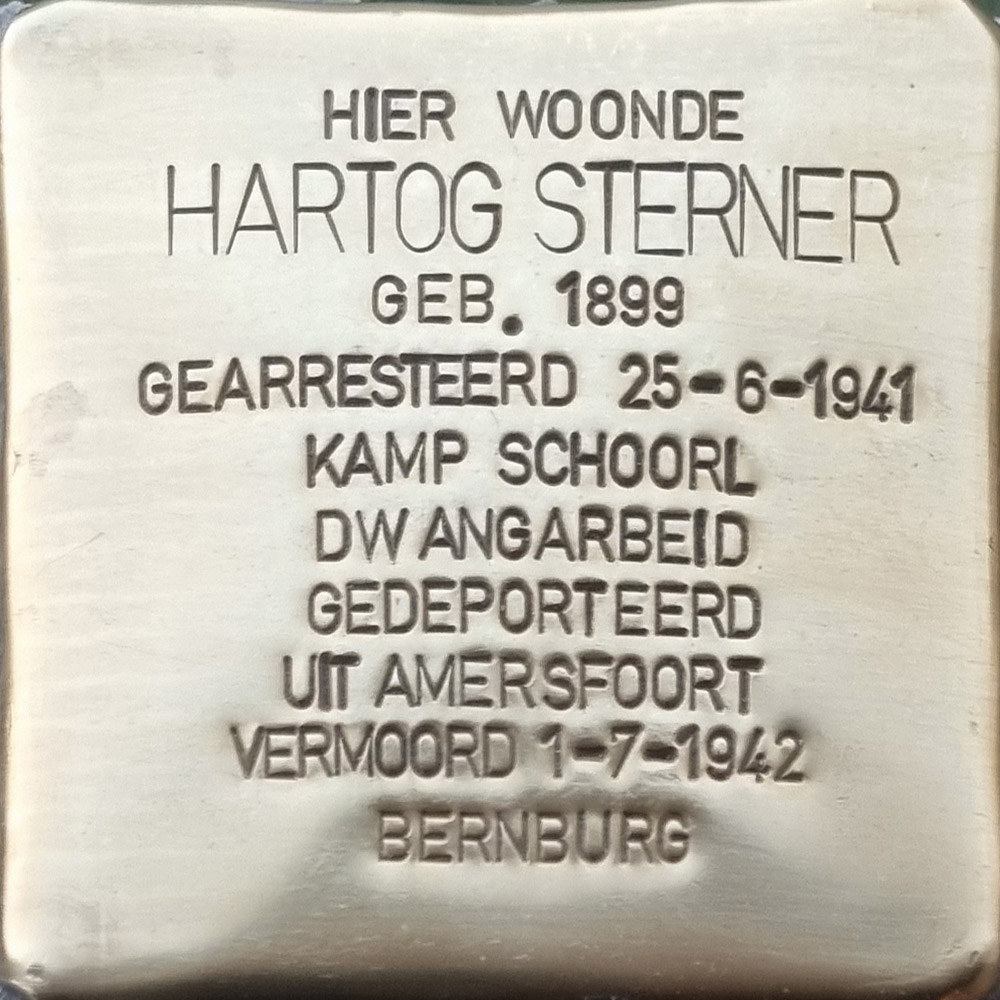 HIER WOONDE
HARTOG STERNER
GEB. 1899
GEARRESTEERD 25-6-1941
KAMP SCHOORL
DWANGARBEID
GEDEPORTEERD
UIT AMERSFOORT
VERMOORD 1-7-1942
BERNBURG